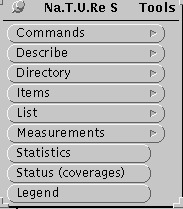 Na.T.U.Re S Tools
Commands
Describe
Directory
Items
List
Measurements
Statistics
Status (coverages)
Legend